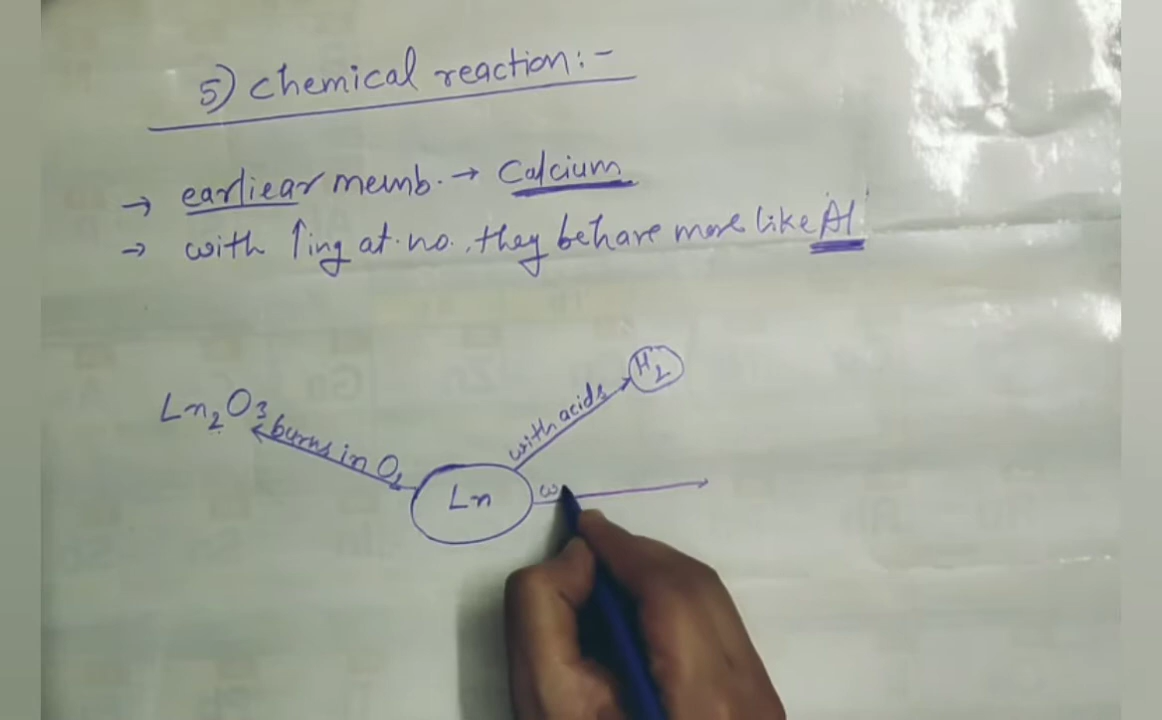 5) chemical reaction:-
→ earliear memb. → Calcium
→ with ↑ing at. no., they behave more like Al
H2
with acids
Ln2O3
burns in O2
Ln
w